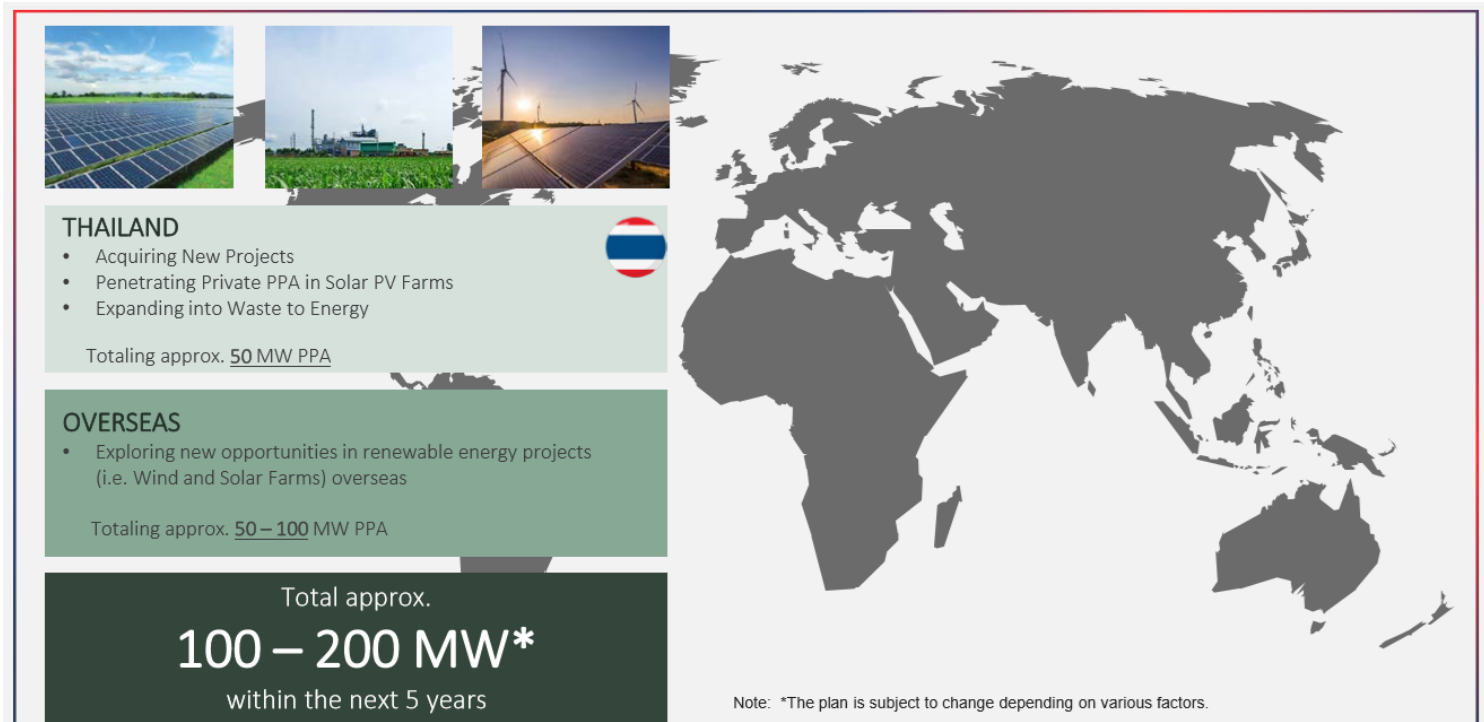 THAILAND
• Acquiring New Projects
• Penetrating Private PPA in Solar PV Farms
• Expanding into Waste to Energy
Totaling approx. 50 MW PPA
OVERSEAS
• Exploring new opportunities in renewable energy projects
(i.e. Wind and Solar Farms) overseas
Totaling approx. 50 – 100 MW PPA
Total approx.
100 – 200 MW*
within the next 5 years
Note: *The plan is subject to change depending on various factors.